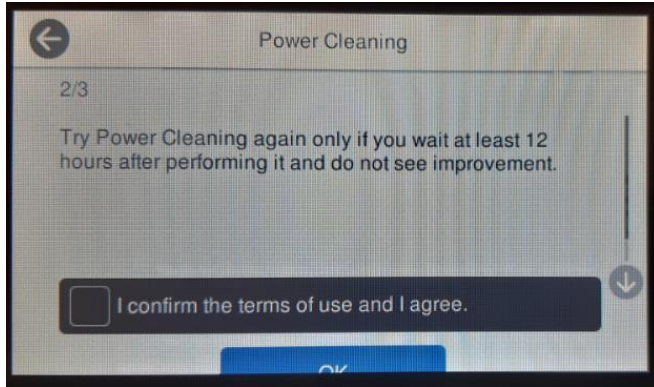 Power Cleaning
2/3
Try Power Cleaning again only if you wait at least 12
hours after performing it and do not see improvement.
I confirm the terms of use and I agree.
OK